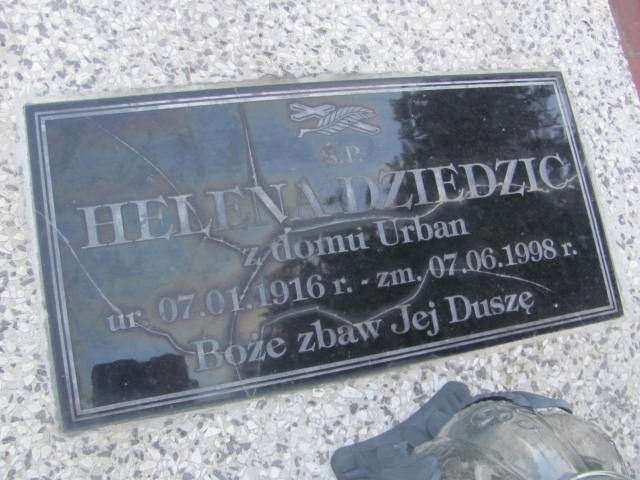 Ś.P.
HELENA DZIEDZIC
z domu Urban
ur. 07.01.1916 r. - zm. 07.06.1998 r.
Boże zbaw Jej Duszę